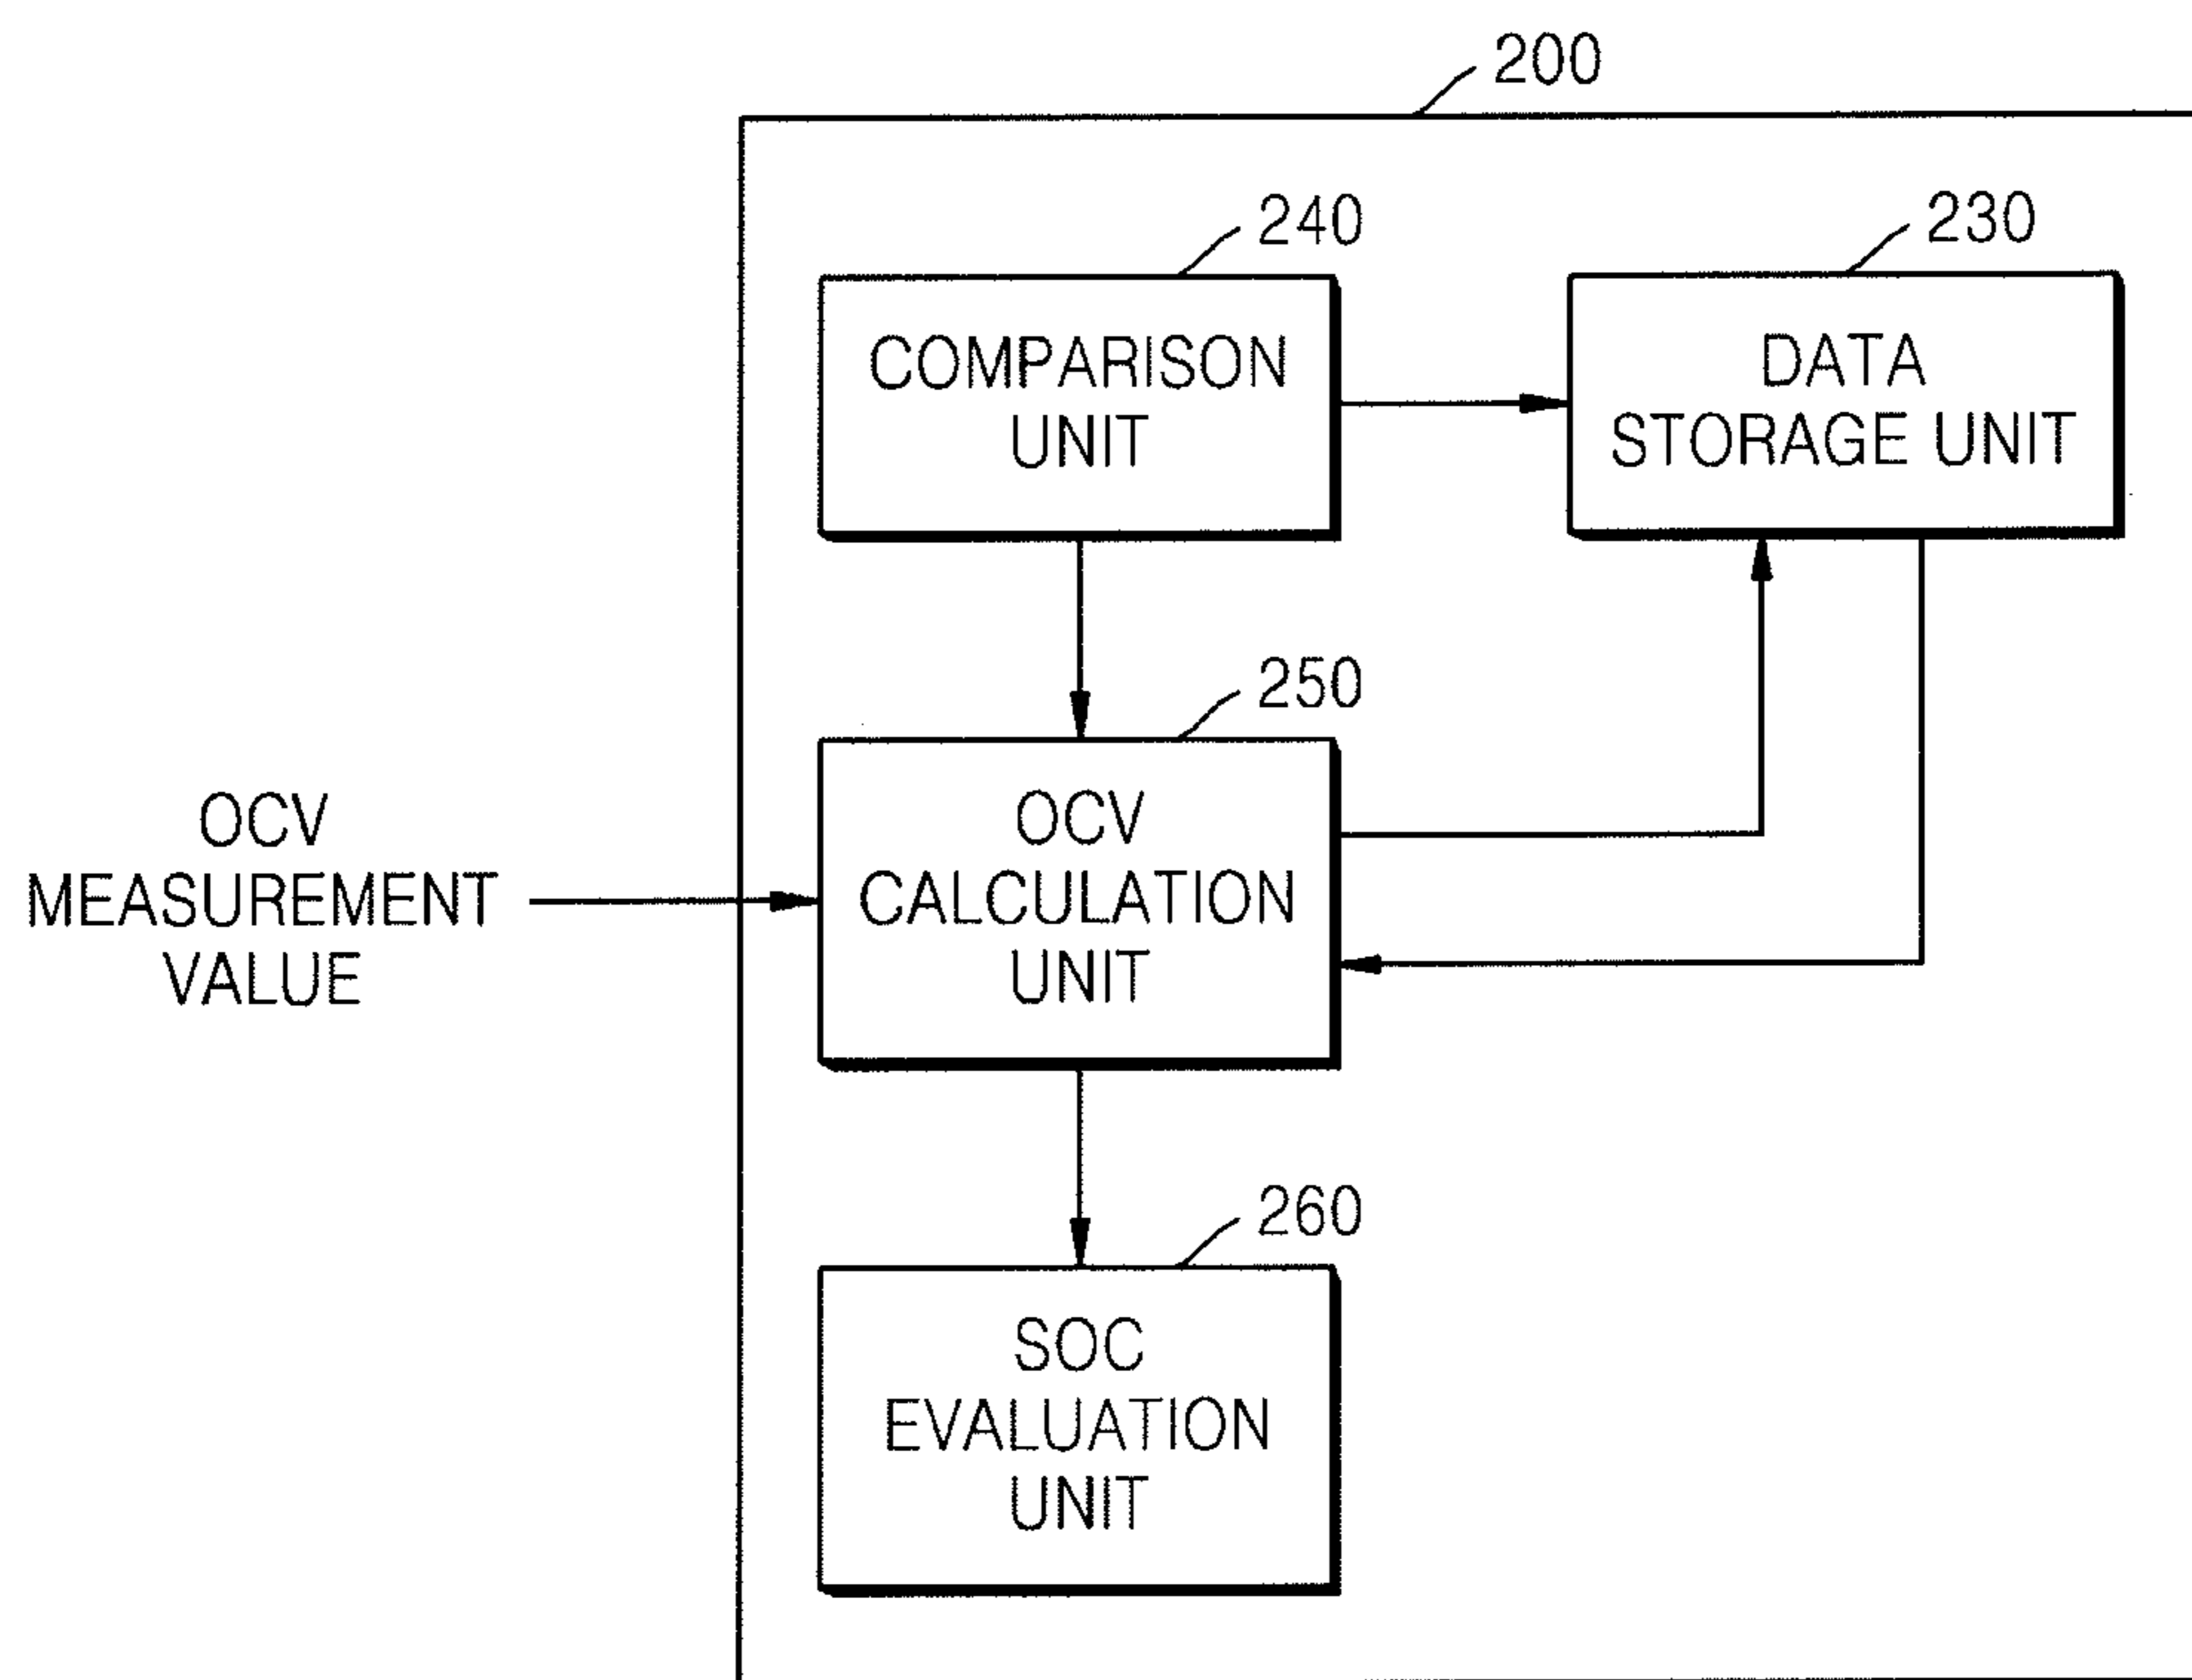 200
240
230
COMPARISON
UNIT
DATA
STORAGE UNIT
250
OCV
MEASUREMENT
VALUE
OCV
CALCULATION
UNIT
260
SOC
EVALUATION
UNIT